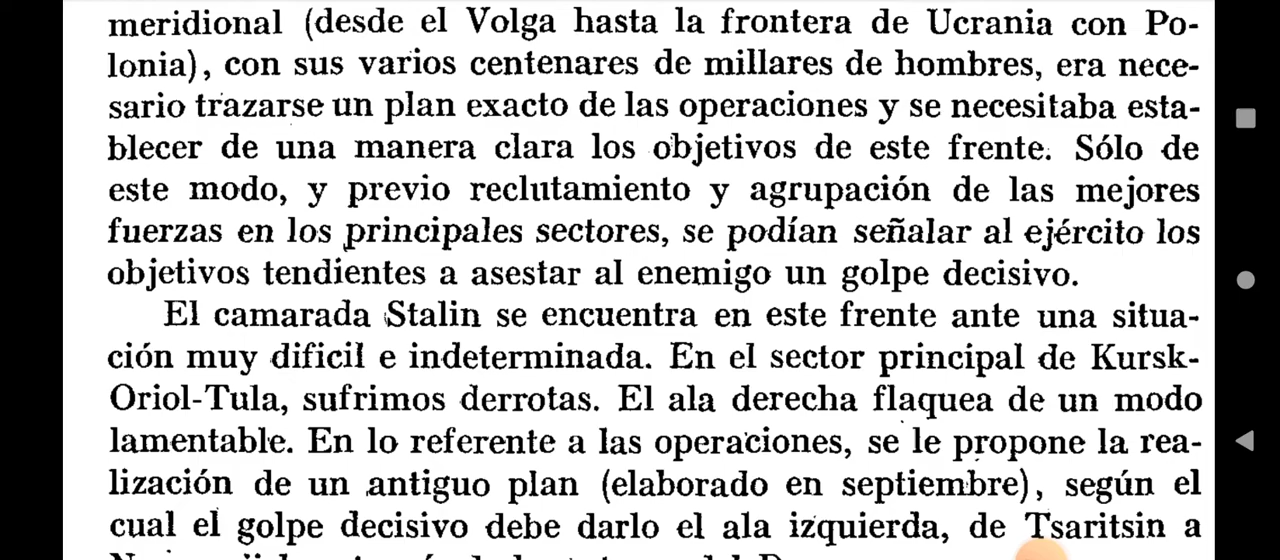 meridional (desde el Volga hasta la frontera de Ucrania con Po-
lonia), con sus varios centenares de millares de hombres, era nece-
sario trazarse un plan exacto de las operaciones y se necesitaba esta-
blecer de una manera clara los objetivos de este frente. Sólo de
este modo, y previo reclutamiento y agrupación de las mejores
fuerzas en los principales sectores, se podían señalar al ejército los
objetivos tendientes a asestar al enemigo un golpe decisivo.
El camarada Stalin se encuentra en este frente ante una situa-
ción muy dificil e indeterminada. En el sector principal de Kursk-
Oriol-Tula, sufrimos derrotas. El ala derecha flaquea de un modo
lamentable. En lo referente a las operaciones, se le propone la rea-
lización de un antiguo plan (elaborado en septiembre), según el
cual el golpe decisivo debe darlo el ala izquierda, de Tsaritsin a